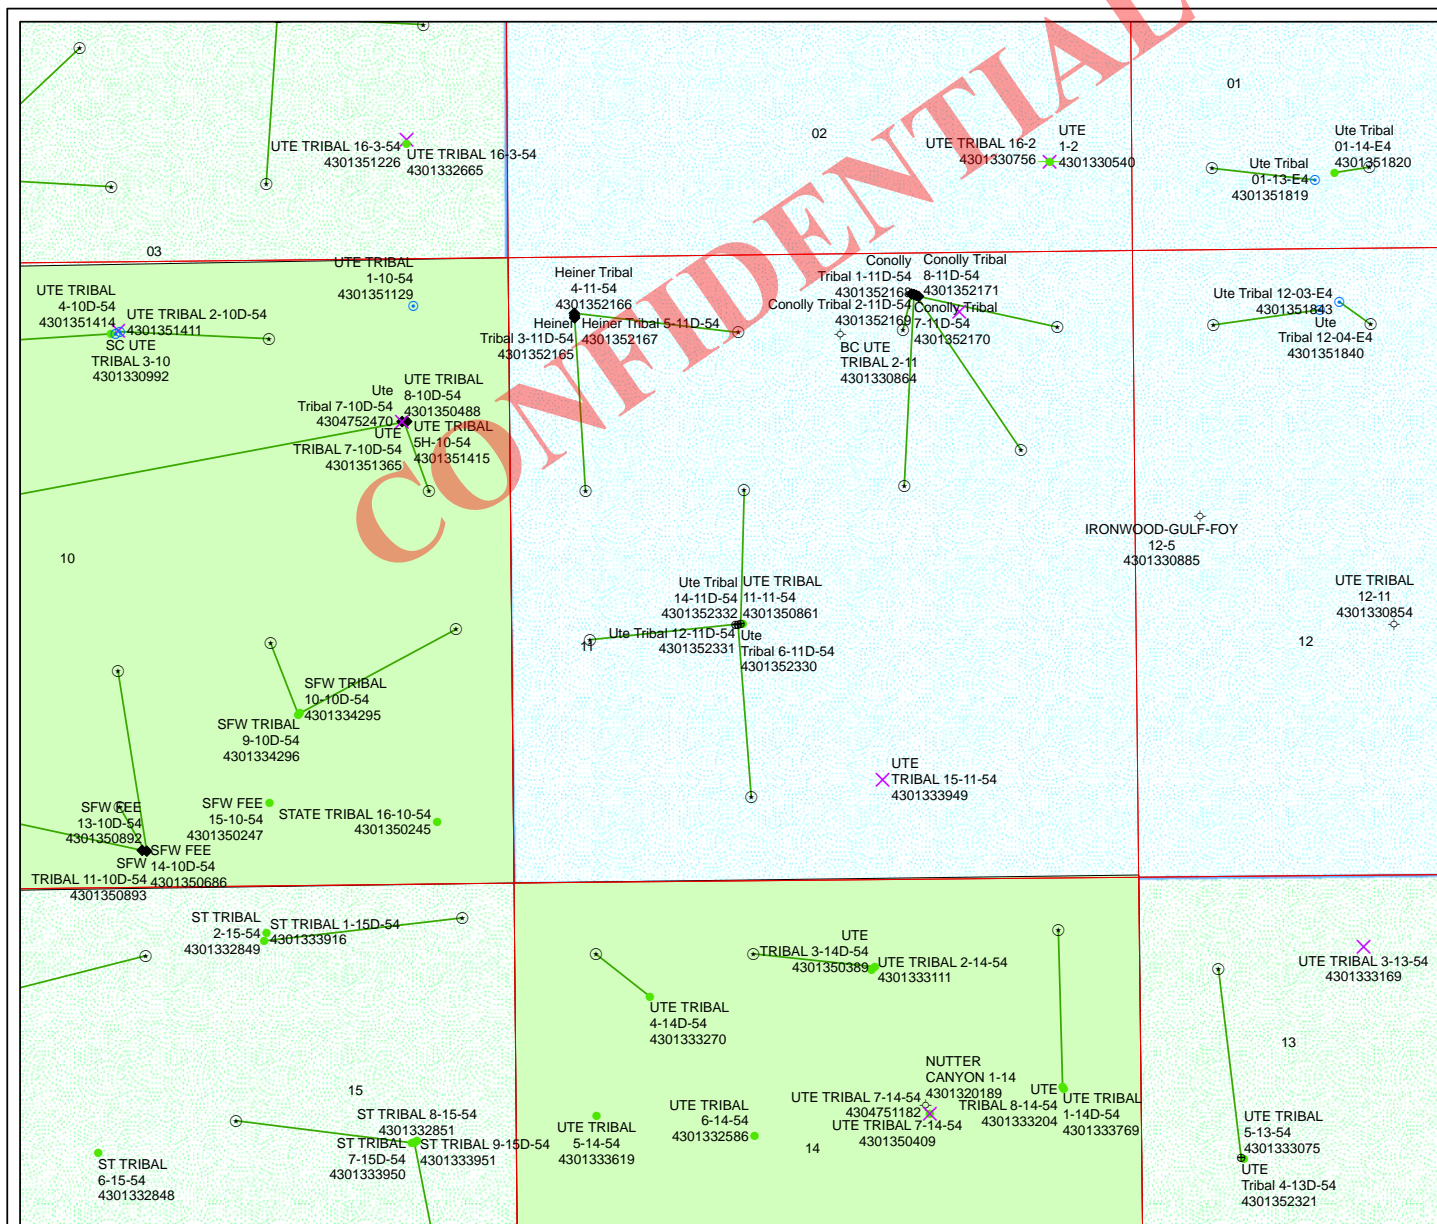 CONFIDENTIAL
01
02
UTE TRIBAL 16-3-54
4301351226
UTE TRIBAL 16-3-54
4301332665
UTE TRIBAL 16-2
4301330756
UTE
1-2
4301330540
Ute Tribal
01-14-E4
4301351820
Ute Tribal
01-13-E4
4301351819
03
UTE TRIBAL
1-10-54
4301351129
UTE TRIBAL
4-10D-54
4301351414
UTE TRIBAL 2-10D-54
4301351411
SC UTE
TRIBAL 3-10
4301330992
Heiner Tribal
4-11-54
4301352166
Heiner
Tribal 3-11D-54
4301352165
Heiner Tribal 5-11D-54
4301352167
Conolly
Tribal 1-11D-54
4301352168
Conolly Tribal
8-11D-54
4301352171
Conolly Tribal 2-11D-54
4301352169
Conolly Tribal
7-11D-54
4301352170
BC UTE
TRIBAL 2-11
4301330864
Ute Tribal 12-03-E4
4301351843
Ute
Tribal 12-04-E4
4301351840
Ute
Tribal 7-10D-54
4304752470
UTE TRIBAL
8-10D-54
4301350488
UTE
TRIBAL 7-10D-54
4301351365
UTE TRIBAL
5H-10-54
4301351415
10
IRONWOOD-GULF-FOY
12-5
4301330885
UTE TRIBAL
12-11
4301330854
12
Ute Tribal
14-11D-54
4301352332
UTE TRIBAL
11-11-54
4301350861
Ute Tribal 12-11D-54
4301352331
Ute
Tribal 6-11D-54
4301352330
11
SFW TRIBAL
10-10D-54
4301334295
SFW TRIBAL
9-10D-54
4301334296
UTE
TRIBAL 15-11-54
4301333949
SFW FEE
13-10D-54
4301350892
SFW FEE
15-10-54
4301350247
STATE TRIBAL 16-10-54
4301350245
SFW
TRIBAL 11-10D-54
4301350893
SFW FEE
14-10D-54
4301350686
ST TRIBAL
2-15-54
4301332849
ST TRIBAL 1-15D-54
4301333916
UTE
TRIBAL 3-14D-54
4301350389
UTE TRIBAL 2-14-54
4301333111
UTE TRIBAL 3-13-54
4301333169
UTE TRIBAL
4-14D-54
4301333270
13
15
NUTTER
CANYON 1-14
4301320189
UTE TRIBAL 7-14-54
4304751182
UTE TRIBAL 7-14-54
4301350409
UTE
TRIBAL 8-14-54
4301333204
UTE TRIBAL
1-14D-54
4301333769
ST TRIBAL 8-15-54
4301332851
ST TRIBAL
7-15D-54
4301333950
ST TRIBAL 9-15D-54
4301333951
UTE TRIBAL
5-14-54
4301333619
UTE TRIBAL
6-14-54
4301332586
14
UTE TRIBAL
5-13-54
4301333075
UTE
Tribal 4-13D-54
4301352321
ST TRIBAL
6-15-54
4301332848